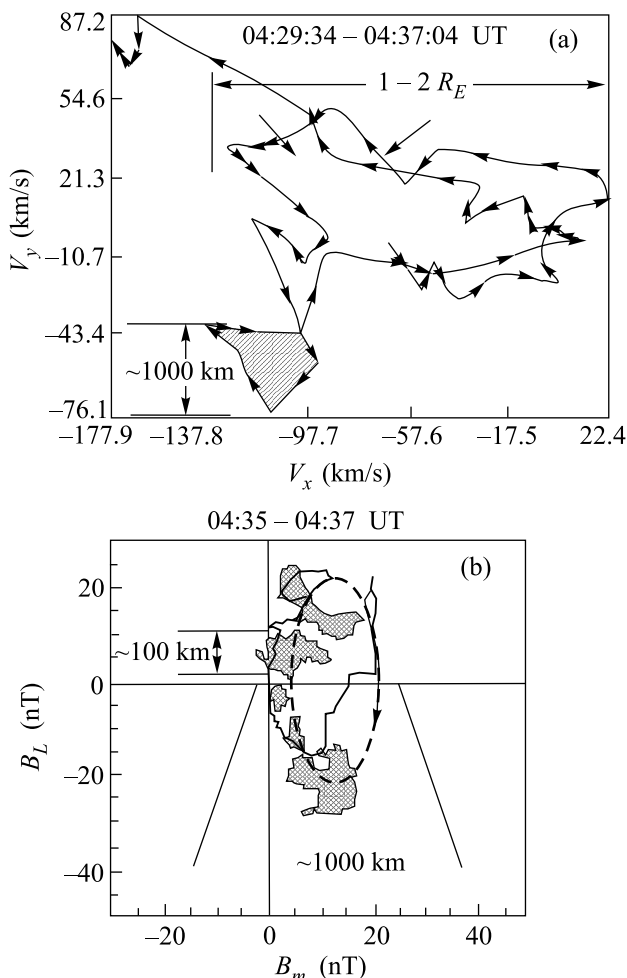 87.2
04:29:34 – 04:37:04 UT
(a)
1 – 2 R_E
54.6
21.3
V_y (km/s)
–10.7
–43.4
~1000 km
–76.1
–177.9
–137.8
–97.7
–57.6
–17.5
22.4
V_x (km/s)
04:35 – 04:37 UT
(b)
20
~100 km
0
B_L (nT)
–20
–40
~1000 km
–20
0
20
40
B_m (nT)